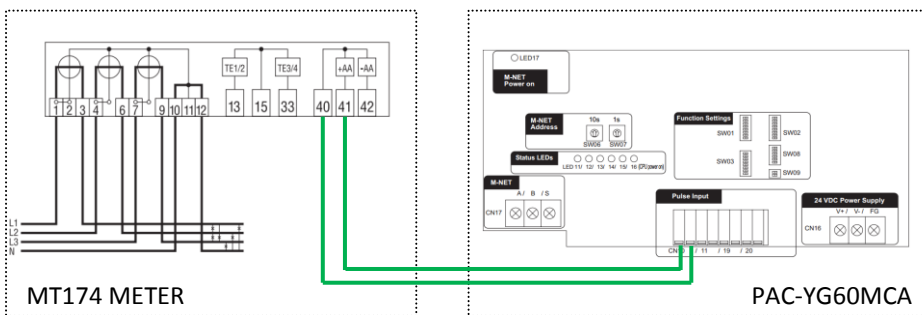 TE1/2
TE3/4
+AA
-AA
1 2 3 4 6 7 9 10 11 12
13
15
33
40
41
42
L1
L2
L3
N
MT174 METER
LED17
M-NET
Power on
M-NET
Address
10s
1s
SW06
SW07
Status LEDs
LED 11/ 12/ 13/ 14/ 15/ 16 (CPU power on)
Function Settings
SW01
SW02
SW03
SW08
SW09
M-NET
A / B / S
CN17
Pulse Input
/ 11 / 19 / 20
24 VDC Power Supply
V+ / V- / FG
CN16
PAC-YG60MCA